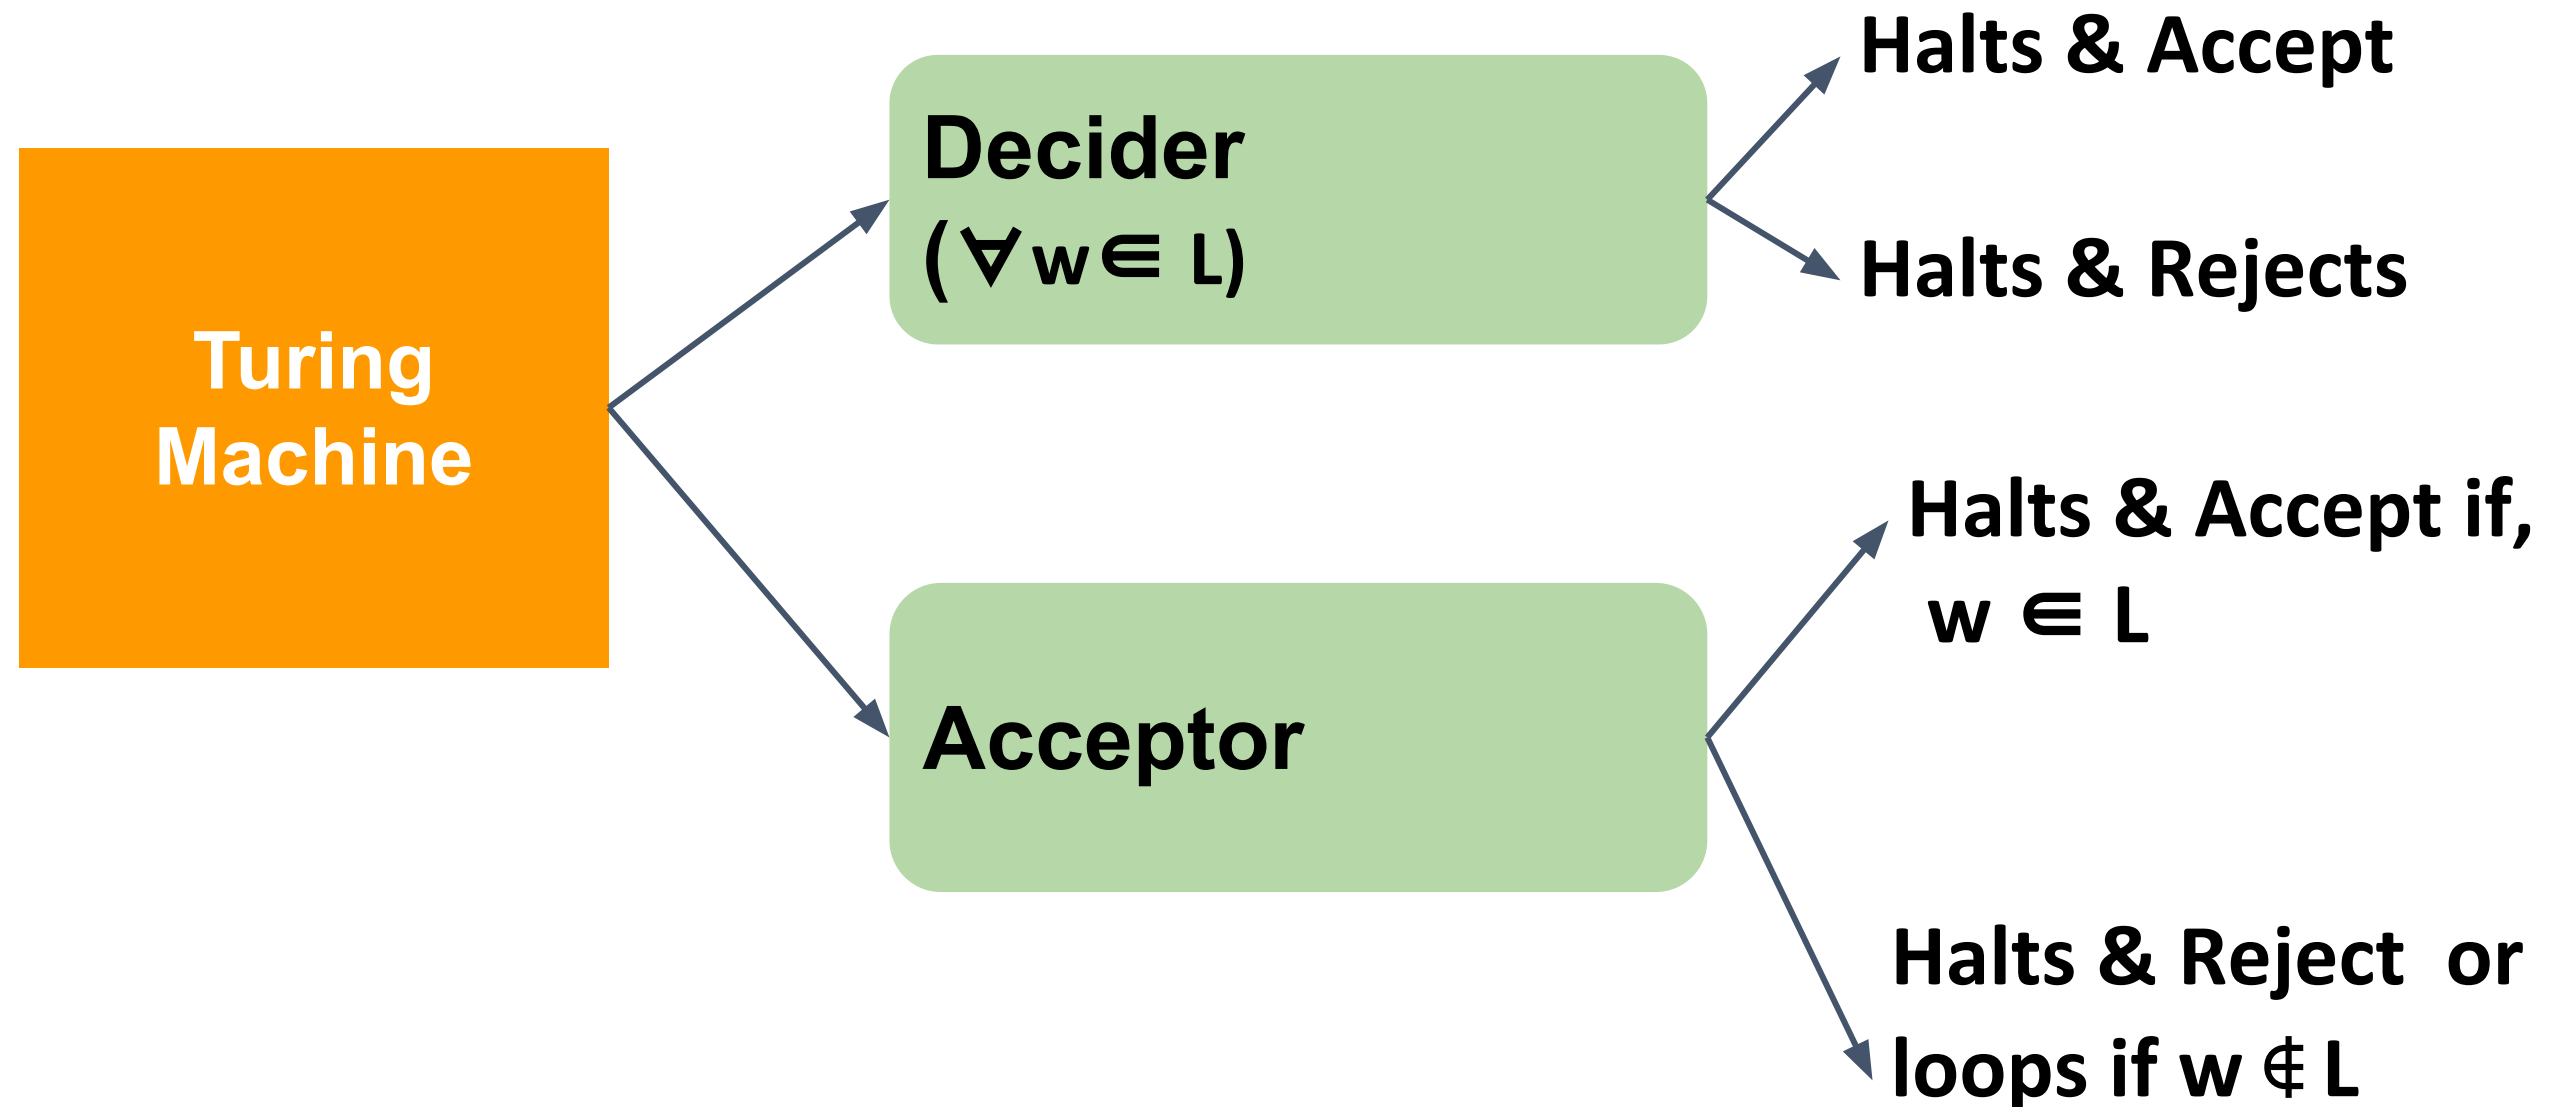 Turing
Machine
Decider
(∀w∈ L)
Acceptor
Halts & Accept
Halts & Rejects
Halts & Accept if,
w ∈ L
Halts & Reject or
loops if w ∉ L